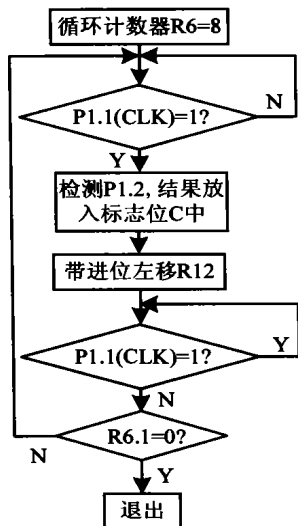 循环计数器R6=8
N
P1.1(CLK)=1?
Y
检测P1.2, 结果放
入标志位C中
带进位左移R12
Y
P1.1(CLK)=1?
N
R6.1=0?
N
Y
退出